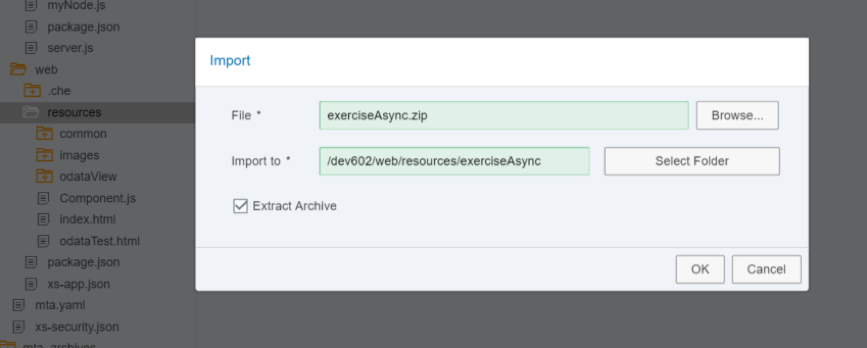 myNode.js
package.json
server.js
web
.che
resources
common
images
odataView
Component.js
index.html
odataTest.html
package.json
xs-app.json
mta.yaml
xs-security.json
mta_archives
Import
File *
exerciseAsync.zip
Browse...
Import to *
/dev602/web/resources/exerciseAsync
Select Folder
Extract Archive
OK
Cancel